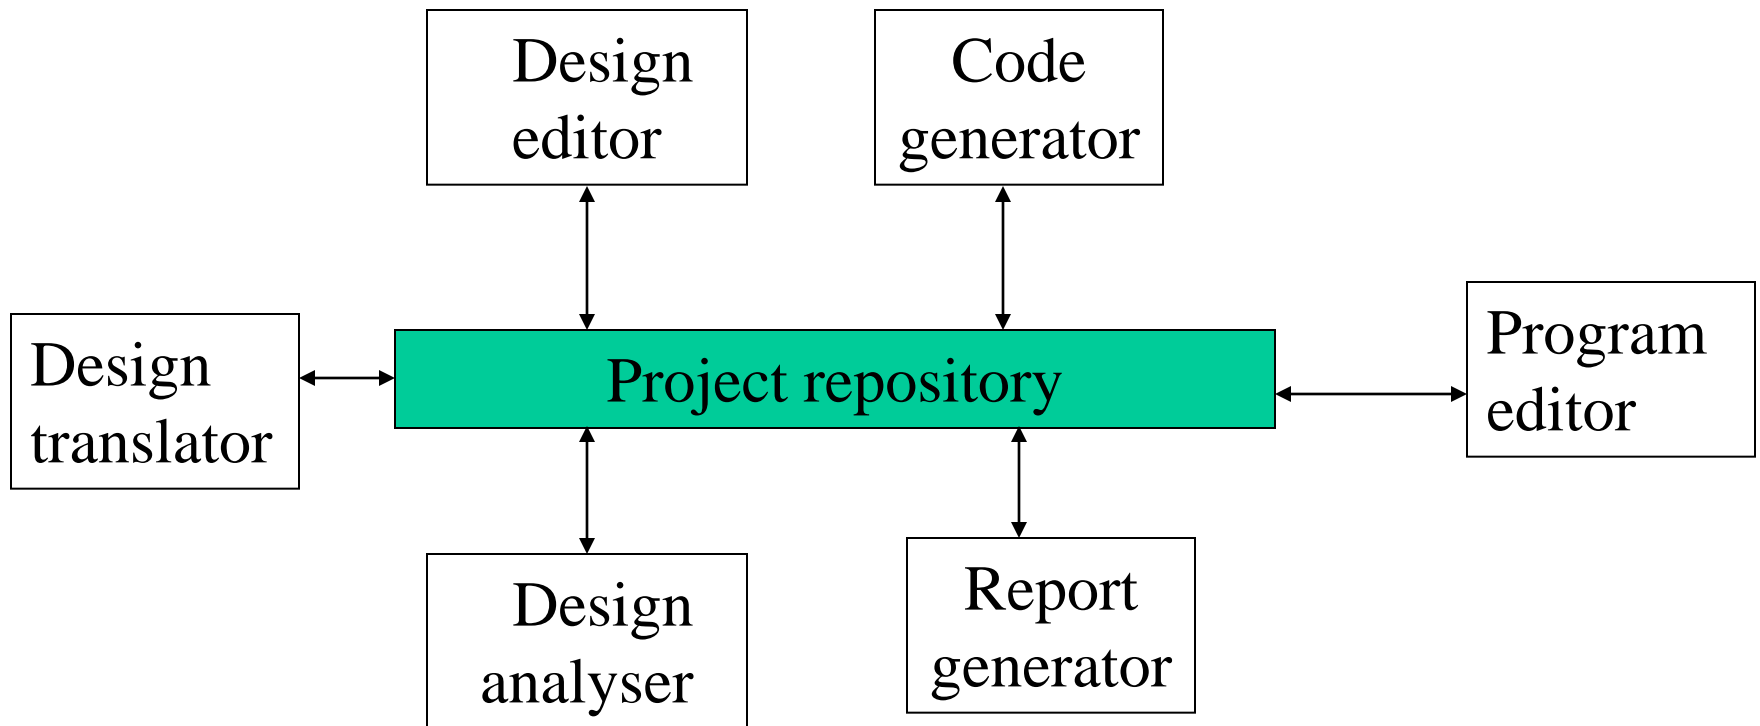 Design
editor
Code
generator
Design
translator
Project repository
Program
editor
Design
analyser
Report
generator